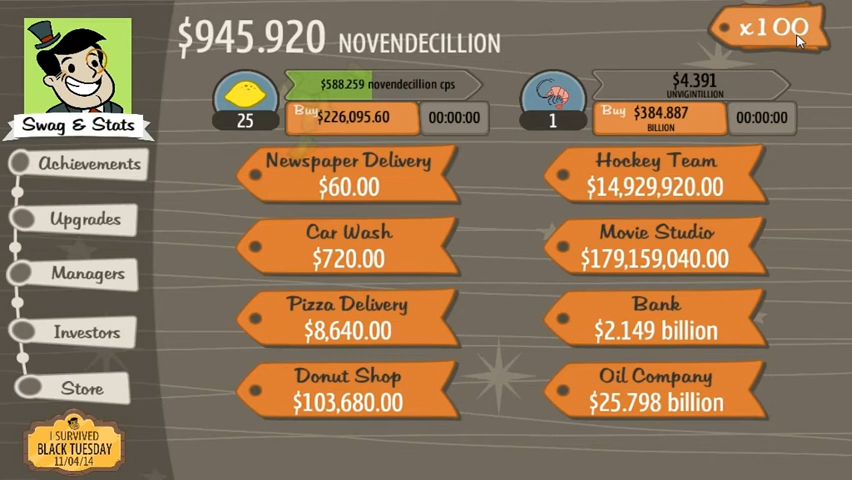 $945.920 NOVENDECILLION
x100
$588.259 novendecillion cps
25
Buy $226,095.60
00:00:00
$4.391
UNVIGINTILLION
1
Buy $384.887
BILLION
00:00:00
Swag & Stats
Achievements
Upgrades
Managers
Investors
Store
I SURVIVED
BLACK TUESDAY
11/04/14
Newspaper Delivery
$60.00
Hockey Team
$14,929,920.00
Car Wash
$720.00
Movie Studio
$179,159,040.00
Pizza Delivery
$8,640.00
Bank
$2.149 billion
Donut Shop
$103,680.00
Oil Company
$25.798 billion